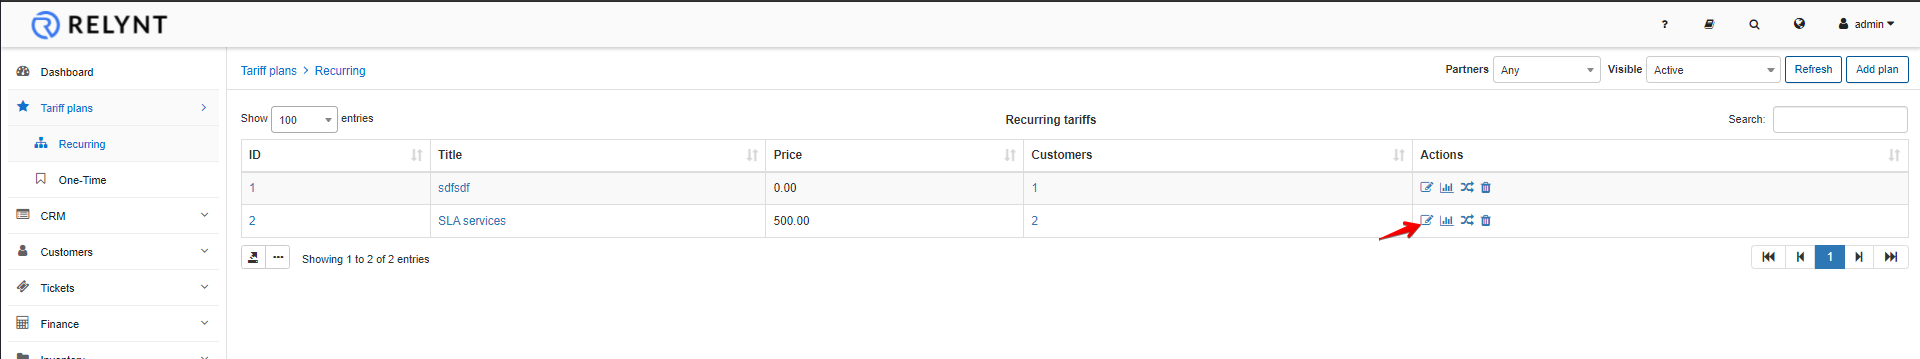 RELYNT
? admin
Dashboard
Tariff plans
Recurring
One-Time
CRM
Customers
Tickets
Finance
Inventory
Tariff plans > Recurring
Partners Any Visible Active Refresh Add plan
Show 100 entries
Recurring tariffs
Search:
ID Title Price Customers Actions
1 sdfsdf 0.00 1
2 SLA services 500.00 2
Showing 1 to 2 of 2 entries
1